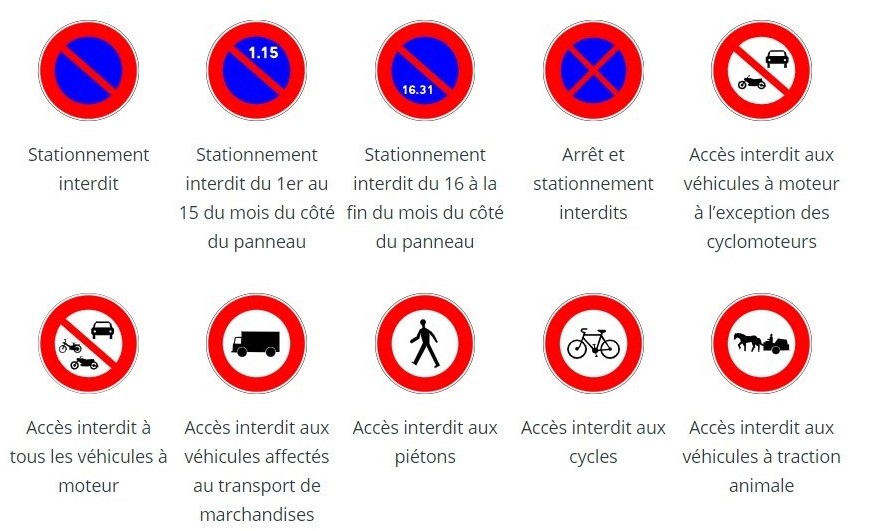 1.15
16.31
Stationnement
interdit
Stationnement
interdit du 1er au
15 du mois du côté
du panneau
Stationnement
interdit du 16 à la
fin du mois du côté
du panneau
Arrêt et
stationnement
interdits
Accès interdit aux
véhicules à moteur
à l’exception des
cyclomoteurs
Accès interdit à
tous les véhicules à
moteur
Accès interdit aux
véhicules affectés
au transport de
marchandises
Accès interdit aux
piétons
Accès interdit aux
cycles
Accès interdit aux
véhicules à traction
animale